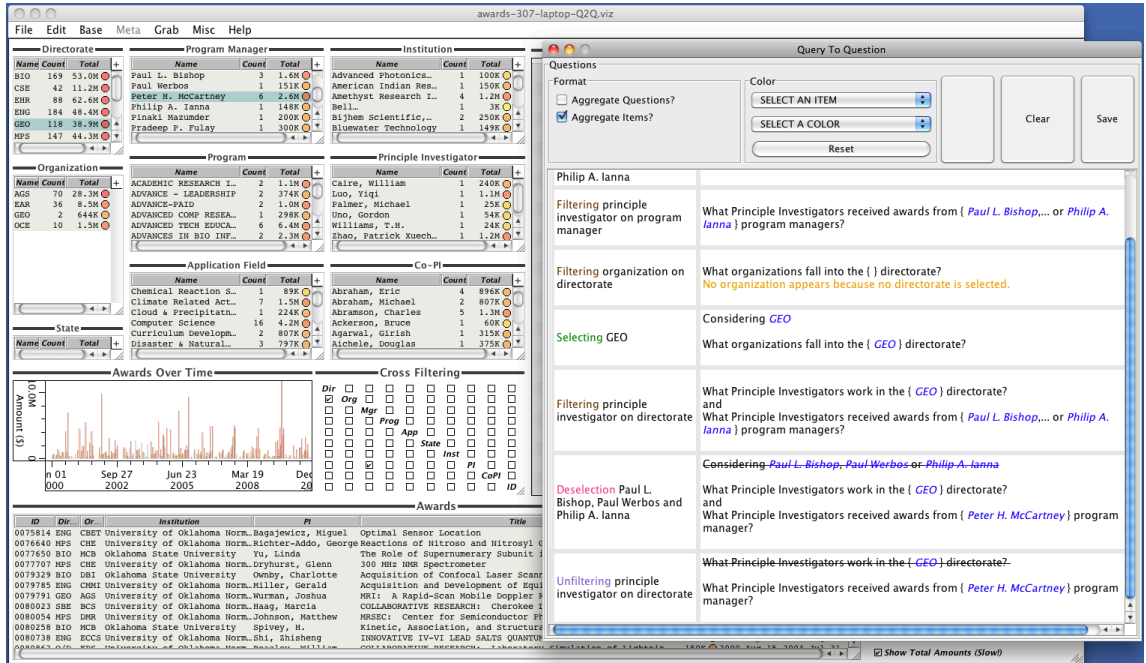 awards-307-laptop-Q2Q.viz
File Edit Base Meta Grab Misc Help
Directorate
Name Count Total +
BIO 169 53.0M
CSE 42 11.2M
EHR 88 62.6M
ENG 184 48.4M
GEO 118 38.9M
MPS 147 44.3M
Program Manager
Name Count Total +
Paul L. Bishop 3 1.6M
Paul Werbos 1 151K
Peter H. McCartney 6 2.6M
Philip A. Ianna 1 148K
Pinaki Mazumder 1 200K
Pradeep P. Fulay 1 300K
Institution
Name Count Total +
Advanced Photonics… 1 100K
American Indian Res… 1 150K
Amethyst Research I… 4 1.2M
Bell… 1 3K
Bijhem Scientific,… 2 250K
Bluewater Technology 1 149K
Organization
Name Count Total +
AGS 70 28.3M
EAR 36 8.5M
GEO 2 644K
OCE 10 1.5M
Program
Name Count Total +
ACADEMIC RESEARCH I… 2 1.1M
ADVANCE - LEADERSHIP 2 374K
ADVANCE-PAID 2 1.0M
ADVANCED COMP RESEA… 1 298K
ADVANCED TECH EDUCA… 6 6.4M
ADVANCES IN BIO INF… 2 2.3M
Principle Investigator
Name Count Total +
Caire, William 1 240K
Luo, Yiqi 1 1.1M
Palmer, Michael 1 25K
Uno, Gordon 1 54K
Williams, T.H. 1 24K
Zhao, Patrick Xuech… 1 1.2M
Application Field
Name Count Total +
Chemical Reaction S… 1 89K
Climate Related Act… 7 1.5M
Cloud & Precipitatn… 1 224K
Computer Science 16 4.2M
Curriculum Developm… 2 807K
Disaster & Natural… 3 797K
Co-PI
Name Count Total +
Abraham, Eric 4 896K
Abraham, Michael 2 807K
Abramson, Charles 5 1.3M
Ackerson, Bruce 1 60K
Agarwal, Girish 1 315K
Aichele, Douglas 1 375K
State
Name Count Total +
Awards Over Time
Amount ($)
10.0M
0
n 01 Sep 27 Jun 23 Mar 19 Dec
000 2002 2005 2008 20
Cross Filtering
Dir
Org
Mgr
Prog
App
State
Inst
PI
CoPI
ID
Awards
ID Dir... Or... Institution PI Title
0075814 ENG CBET University of Oklahoma Norm… Bagajewicz, Miguel Optimal Sensor Location
0076640 MPS CHE University of Oklahoma Norm… Richter-Addo, George Reactions of Nitroso and Nitrosyl
0077650 BIO MCB Oklahoma State University Yu, Linda The Role of Supernumerary Subunit
0077707 MPS CHE University of Oklahoma Norm… Dryhurst, Glenn 300 MHz NMR Spectrometer
0079329 BIO DBI Oklahoma State University Ownby, Charlotte Acquisition of Confocal Laser Scann
0079785 ENG CMMI University of Oklahoma Norm… Miller, Gerald Acquisition and Development of Equi
0079791 GEO AGS University of Oklahoma Norm… Wurman, Joshua MRI: A Rapid-Scan Mobile Doppler
0080023 SBE BCS University of Oklahoma Norm… Haag, Marcia COLLABORATIVE RESEARCH: Cherokee
0080054 MPS DMR University of Oklahoma Norm… Johnson, Matthew MRSEC: Center for Semiconductor Ph
0080258 BIO MCB Oklahoma State University Spivey, H. Kinetic, Association, and Structura
0080738 ENG ECCS University of Oklahoma Norm… Shi, Zhisheng INNOVATIVE IV-VI LEAD SALTS QUANTUM
Show Total Amounts (Slow!)
Query To Question
Questions
Format
Aggregate Questions?
Aggregate Items?
Color
SELECT AN ITEM
SELECT A COLOR
Reset
Clear
Save
Philip A. Ianna
Filtering principle
investigator on program
manager
What Principle Investigators received awards from { Paul L. Bishop,... or Philip A.
Ianna } program managers?
Filtering organization on
directorate
What organizations fall into the { } directorate?
No organization appears because no directorate is selected.
Selecting GEO
Considering GEO
What organizations fall into the { GEO } directorate?
Filtering principle
investigator on directorate
What Principle Investigators work in the { GEO } directorate?
and
What Principle Investigators received awards from { Paul L. Bishop,... or Philip A.
Ianna } program managers?
Deselection Paul L.
Bishop, Paul Werbos and
Philip A. Ianna
Considering Paul L. Bishop, Paul Werbos or Philip A. Ianna
What Principle Investigators work in the { GEO } directorate?
and
What Principle Investigators received awards from { Peter H. McCartney } program
manager?
Unfiltering principle
investigator on directorate
What Principle Investigators work in the { GEO } directorate?
What Principle Investigators received awards from { Peter H. McCartney } program
manager?